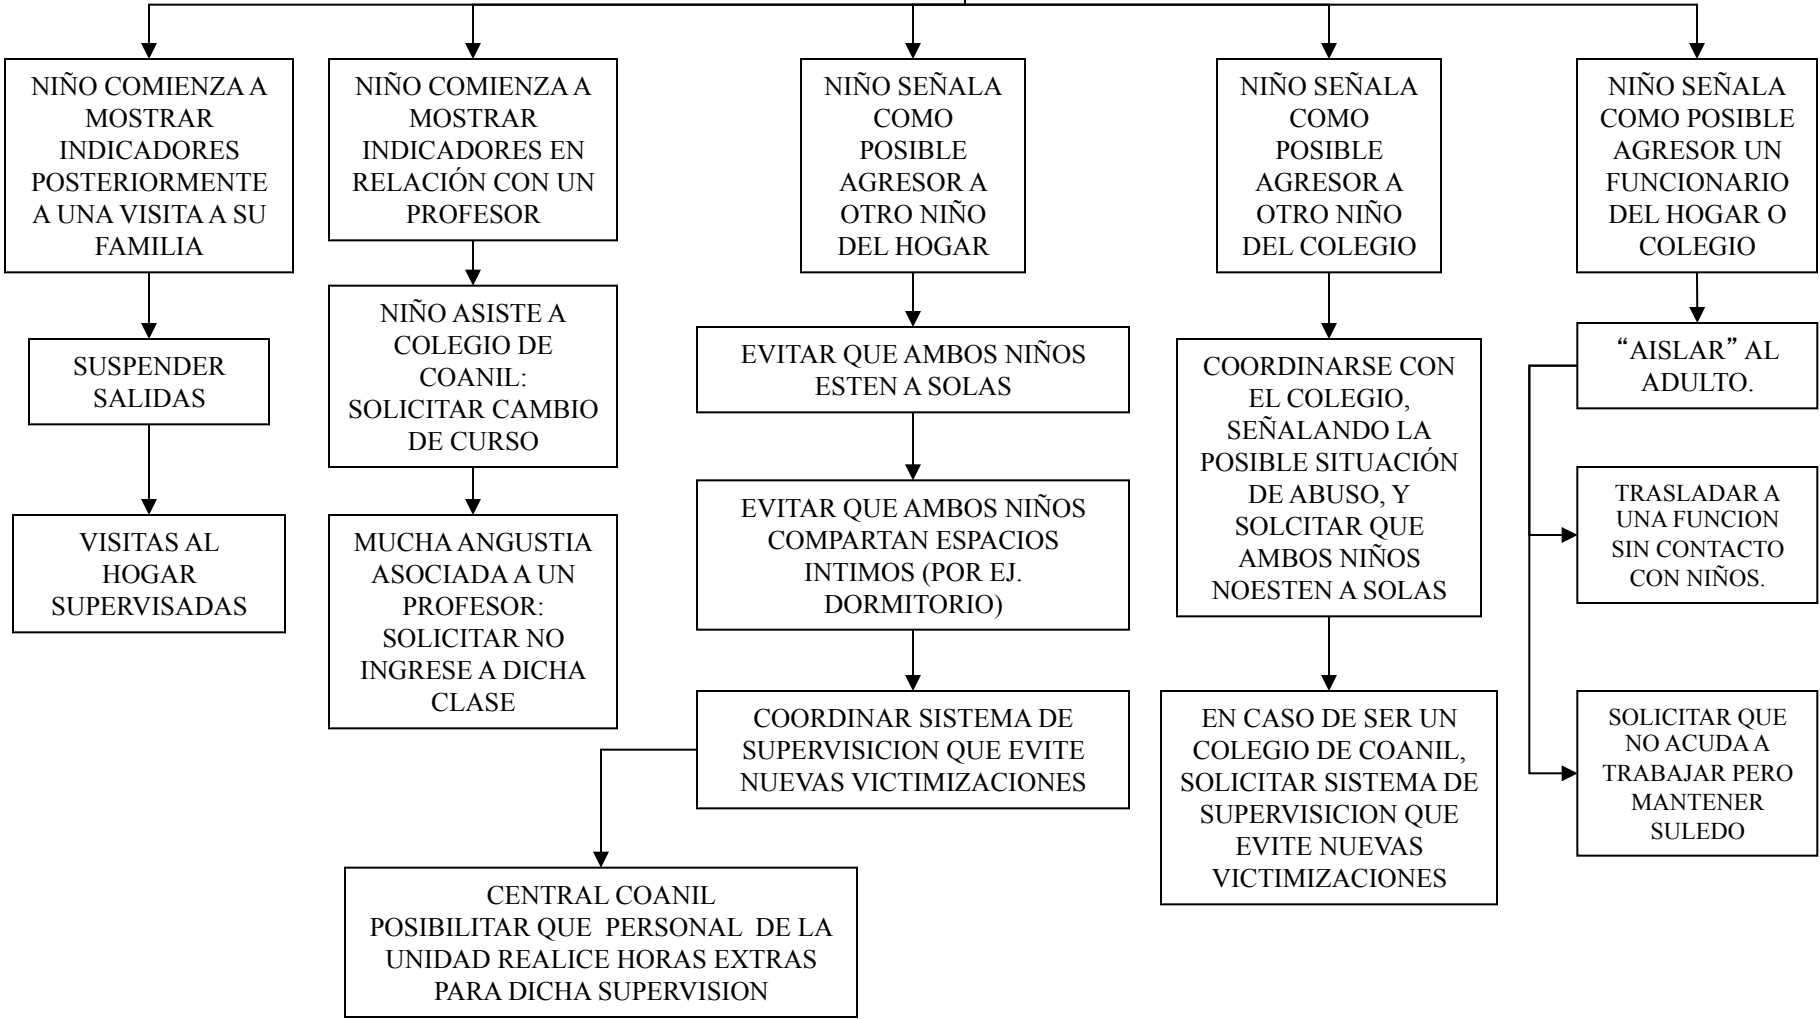 NIÑO COMIENZA A
MOSTRAR
INDICADORES
POSTERIORMENTE
A UNA VISITA A SU
FAMILIA
SUSPENDER
SALIDAS
VISITAS AL
HOGAR
SUPERVISADAS
NIÑO COMIENZA A
MOSTRAR
INDICADORES EN
RELACIÓN CON UN
PROFESOR
NIÑO ASISTE A
COLEGIO DE
COANIL:
SOLICITAR CAMBIO
DE CURSO
MUCHA ANGUSTIA
ASOCIADA A UN
PROFESOR:
SOLICITAR NO
INGRESE A DICHA
CLASE
NIÑO SEÑALA
COMO
POSIBLE
AGRESOR A
OTRO NIÑO
DEL HOGAR
EVITAR QUE AMBOS NIÑOS
ESTEN A SOLAS
EVITAR QUE AMBOS NIÑOS
COMPARTAN ESPACIOS
INTIMOS (POR EJ.
DORMITORIO)
COORDINAR SISTEMA DE
SUPERVISICION QUE EVITE
NUEVAS VICTIMIZACIONES
CENTRAL COANIL
POSIBILITAR QUE PERSONAL DE LA
UNIDAD REALICE HORAS EXTRAS
PARA DICHA SUPERVISION
NIÑO SEÑALA
COMO
POSIBLE
AGRESOR A
OTRO NIÑO
DEL COLEGIO
COORDINARSE CON
EL COLEGIO,
SEÑALANDO LA
POSIBLE SITUACIÓN
DE ABUSO, Y
SOLCITAR QUE
AMBOS NIÑOS
NOESTEN A SOLAS
EN CASO DE SER UN
COLEGIO DE COANIL,
SOLICITAR SISTEMA DE
SUPERVISICION QUE
EVITE NUEVAS
VICTIMIZACIONES
NIÑO SEÑALA
COMO POSIBLE
AGRESOR UN
FUNCIONARIO
DEL HOGAR O
COLEGIO
“AISLAR” AL
ADULTO.
TRASLADAR A
UNA FUNCION
SIN CONTACTO
CON NIÑOS.
SOLICITAR QUE
NO ACUDA A
TRABAJAR PERO
MANTENER
SULEDO